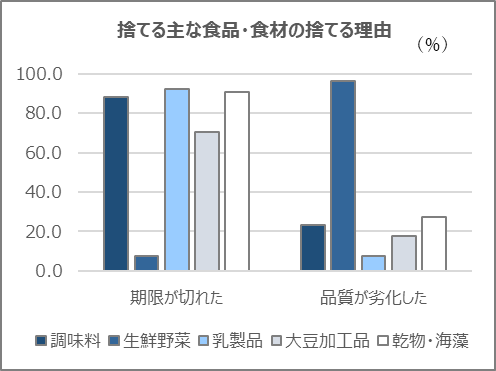 捨てる主な食品・食材の捨てる理由
（%）
100.0
80.0
60.0
40.0
20.0
0.0
期限が切れた 品質が劣化した
調味料 生鮮野菜 乳製品 大豆加工品 乾物・海藻